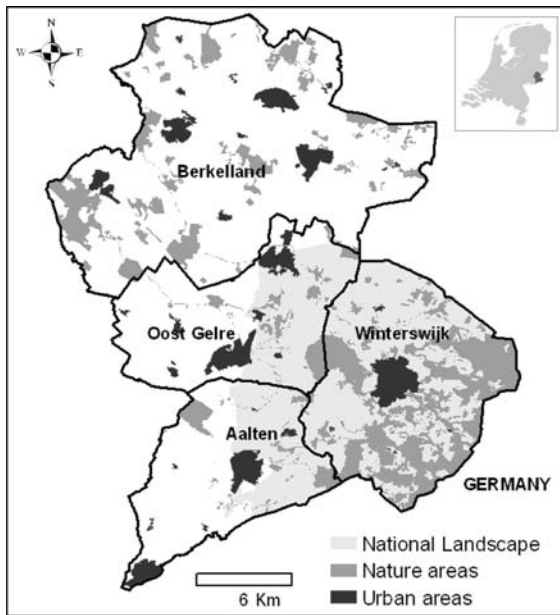 N
W E
S
Berkelland
Oost Gelre
Winterswijk
Aalten
GERMANY
National Landscape
Nature areas
Urban areas
6 Km